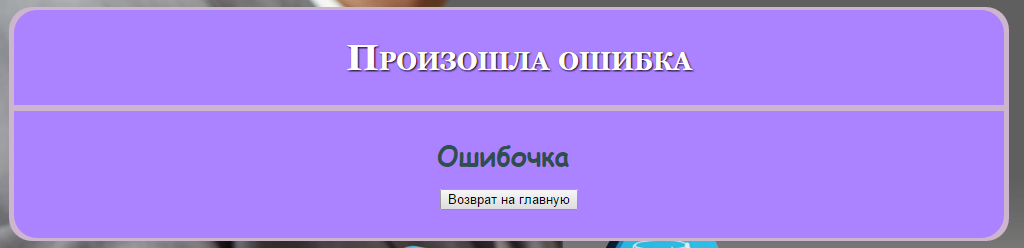 Произошла ошибка
Ошибочка
Возврат на главную